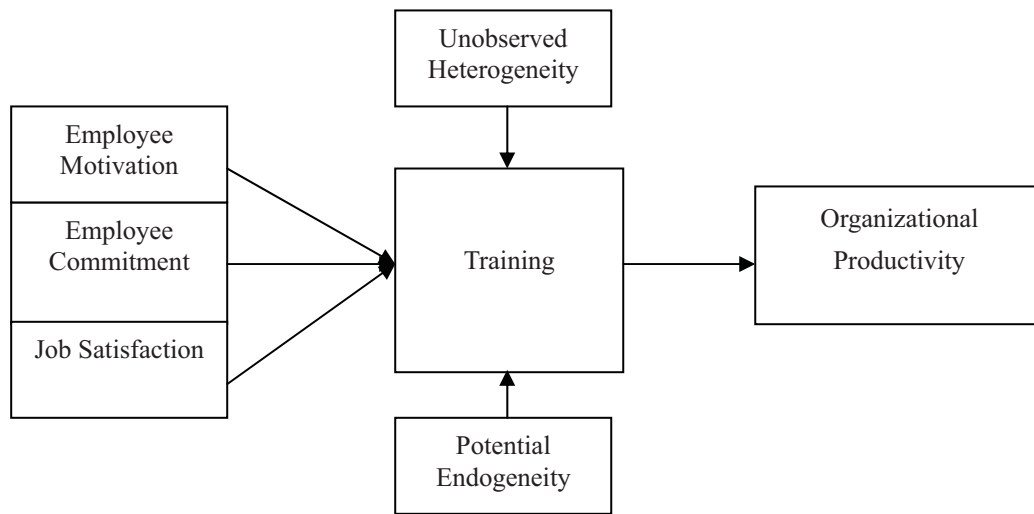 Unobserved
Heterogeneity
Employee
Motivation
Employee
Commitment
Job Satisfaction
Training
Organizational
Productivity
Potential
Endogeneity